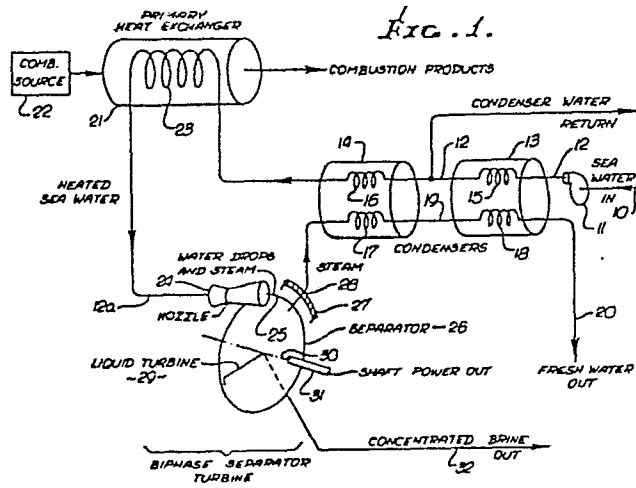 FIG. 1.
PRIMARY
HEAT EXCHANGER
COMB.
SOURCE
22
21
23
COMBUSTION PRODUCTS
CONDENSER WATER
RETURN
14
13
12
12
SEA
WATER
IN
10
11
16
15
19
17
18
CONDENSERS
HEATED
SEA WATER
WATER DROPS
AND STEAM
STEAM
28
27
24
12a
NOZZLE
25
SEPARATOR-26
20
30
LIQUID TURBINE
-29-
SHAFT POWER OUT
31
FRESH WATER
OUT
CONCENTRATED BRINE
OUT
32
BIPHASE SEPARATOR
TURBINE